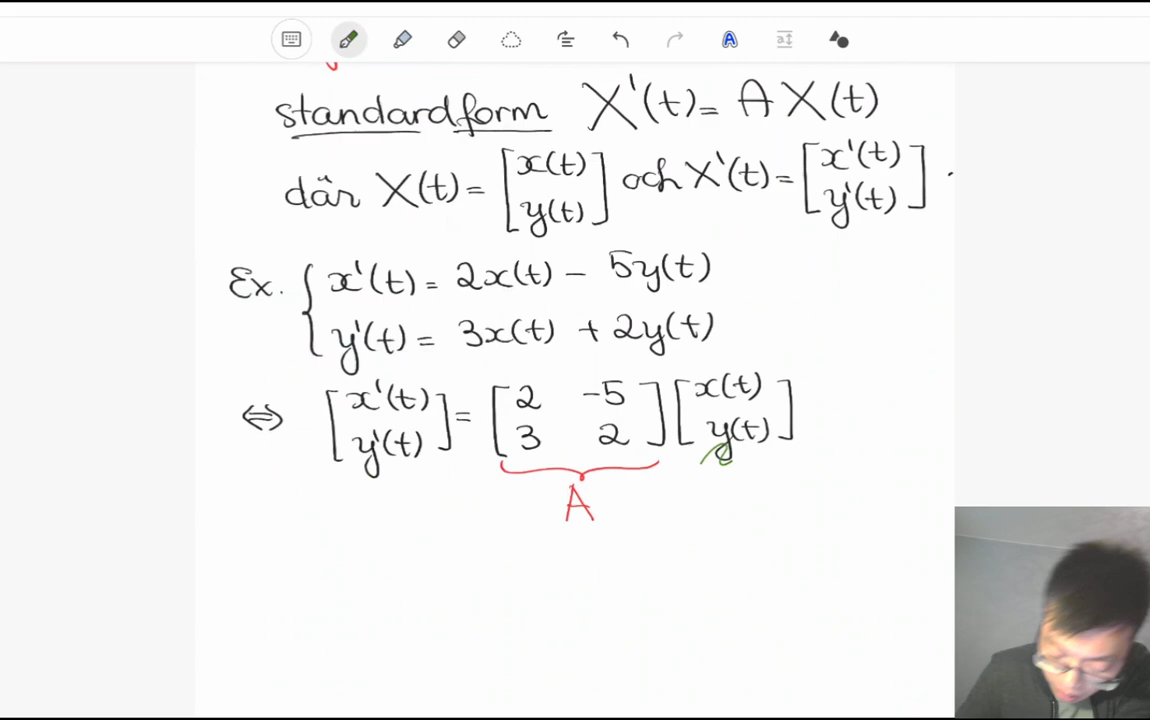 standardform X'(t) = A X(t)
där X(t) = [x(t) y(t)] och X'(t) = [x'(t) y'(t)] .
Ex. { x'(t) = 2x(t) - 5y(t)
y'(t) = 3x(t) + 2y(t)
⇔ [x'(t) y'(t)] = [2 -5 3 2] [x(t) y(t)]
A